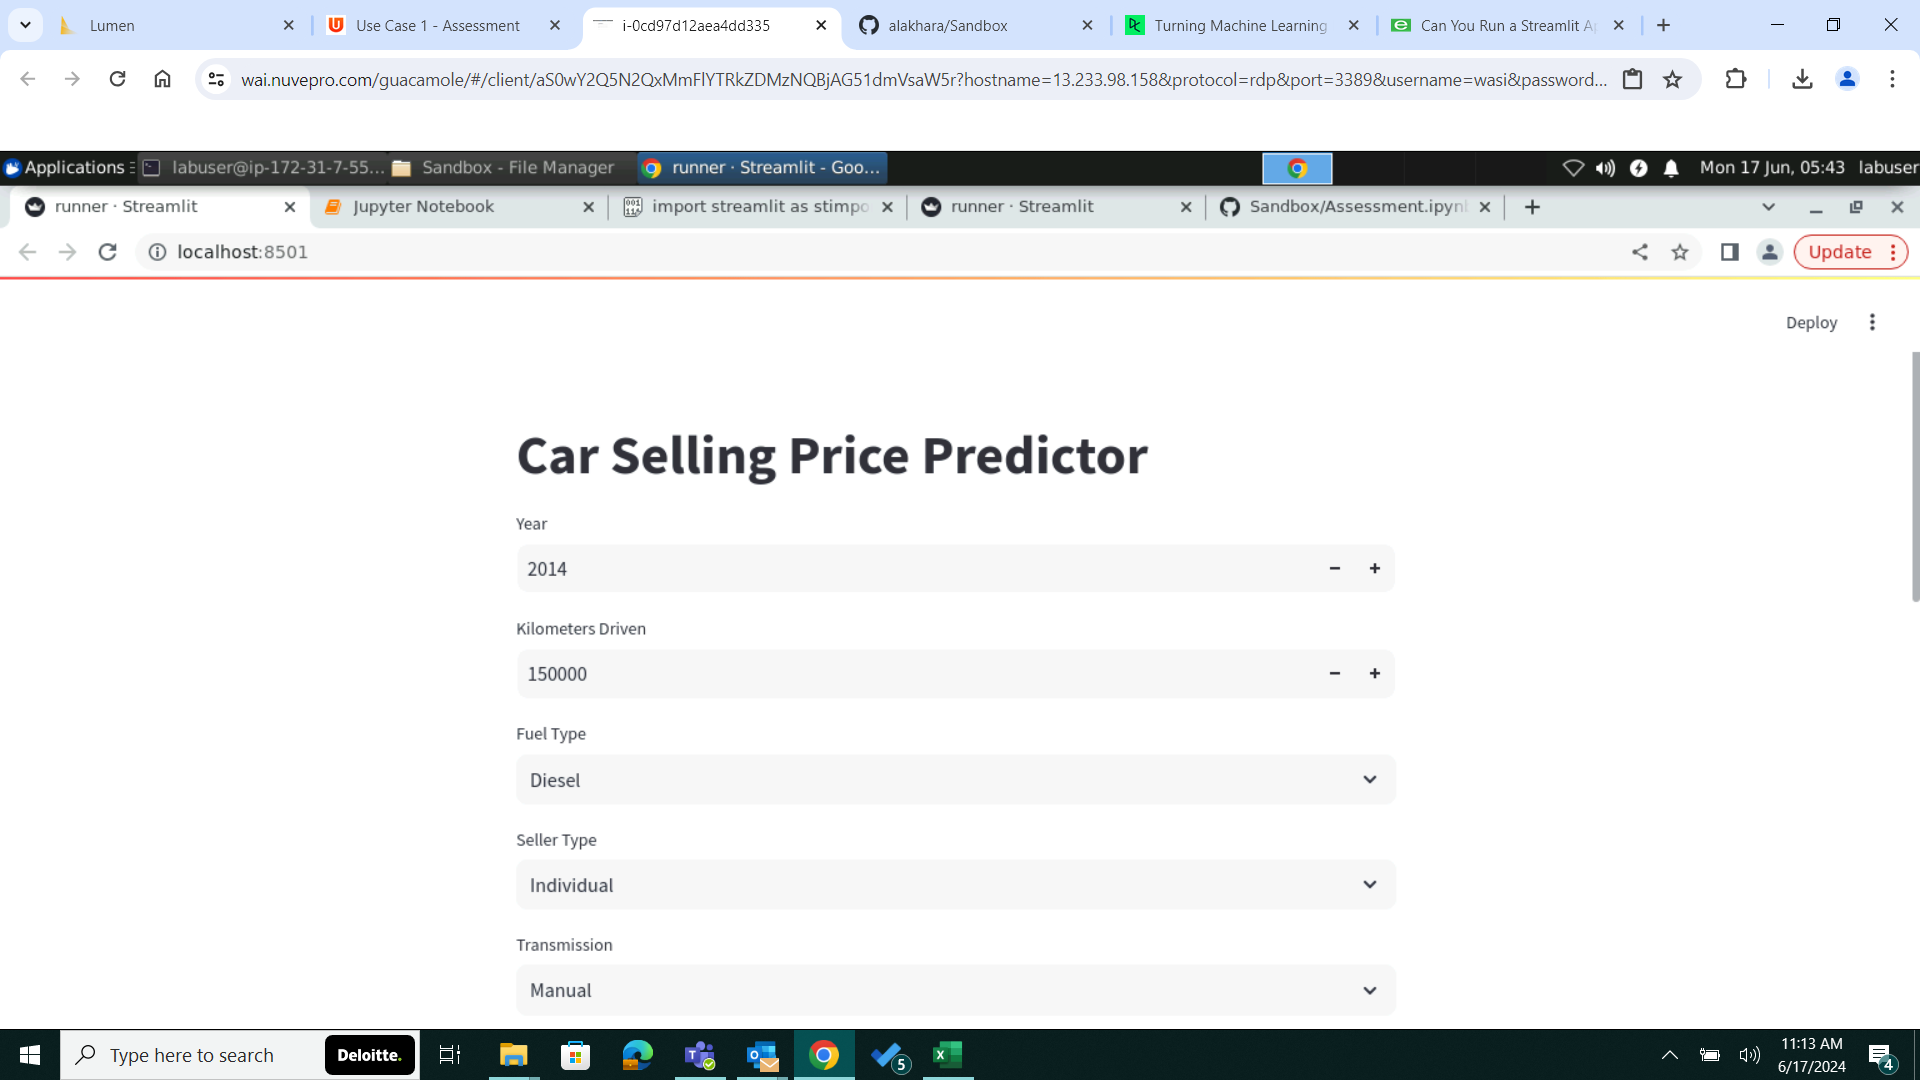 Lumen
Use Case 1 - Assessment
i-0cd97d12aea4dd335
alakhara/Sandbox
Turning Machine Learning
Can You Run a Streamlit A
wai.nuvepro.com/guacamole/#/client/aS0wY2Q5N2QxMmFlYTRkZDMzNQBjAG51dmVsaW5r?hostname=13.233.98.158&protocol=rdp&port=3389&username=wasi&password...
Applications
labuser@ip-172-31-7-55...
Sandbox - File Manager
runner · Streamlit - Goo...
Mon 17 Jun, 05:43
labuser
runner · Streamlit
Jupyter Notebook
import streamlit as stimpo
runner · Streamlit
Sandbox/Assessment.ipyn
localhost:8501
Update
Deploy
Car Selling Price Predictor
Year
2014
Kilometers Driven
150000
Fuel Type
Diesel
Seller Type
Individual
Transmission
Manual
Type here to search
Deloitte.
5
11:13 AM
6/17/2024
4